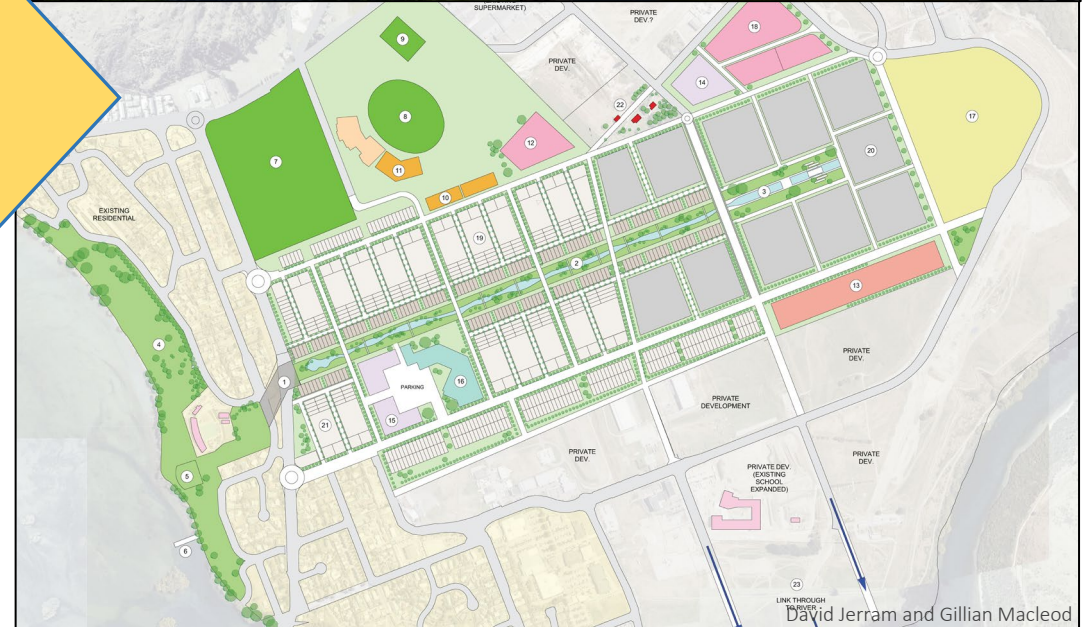 SUPERMARKET)
PRIVATE
DEV.?
18
9
PRIVATE
DEV.
14
22
8
17
7
12
20
11
3
10
EXISTING
RESIDENTIAL
19
2
13
4
PRIVATE
DEV.
1
PARKING
16
PRIVATE
DEVELOPMENT
15
21
PRIVATE
DEV.
PRIVATE
DEV.
PRIVATE DEV.
(EXISTING
SCHOOL
EXPANDED)
5
6
23
LINK THROUGH
TO RIVER
David Jerram and Gillian Macleod